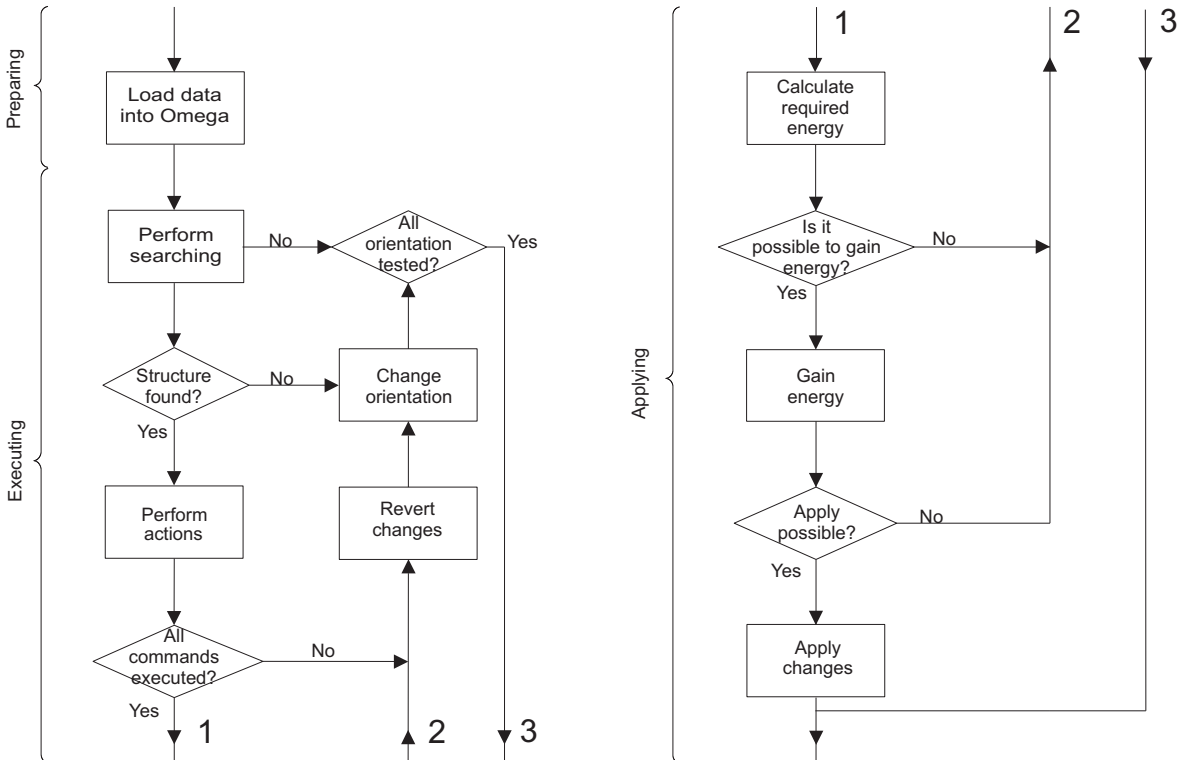 Preparing
Load data
into Omega
Executing
Perform
searching
No
All
orientation
tested?
Yes
Structure
found?
No
Change
orientation
Yes
Perform
actions
Revert
changes
All
commands
executed?
No
Yes
1
2
3
Applying
1
2
3
Calculate
required
energy
Is it
possible to gain
energy?
No
Yes
Gain
energy
Apply
possible?
No
Yes
Apply
changes